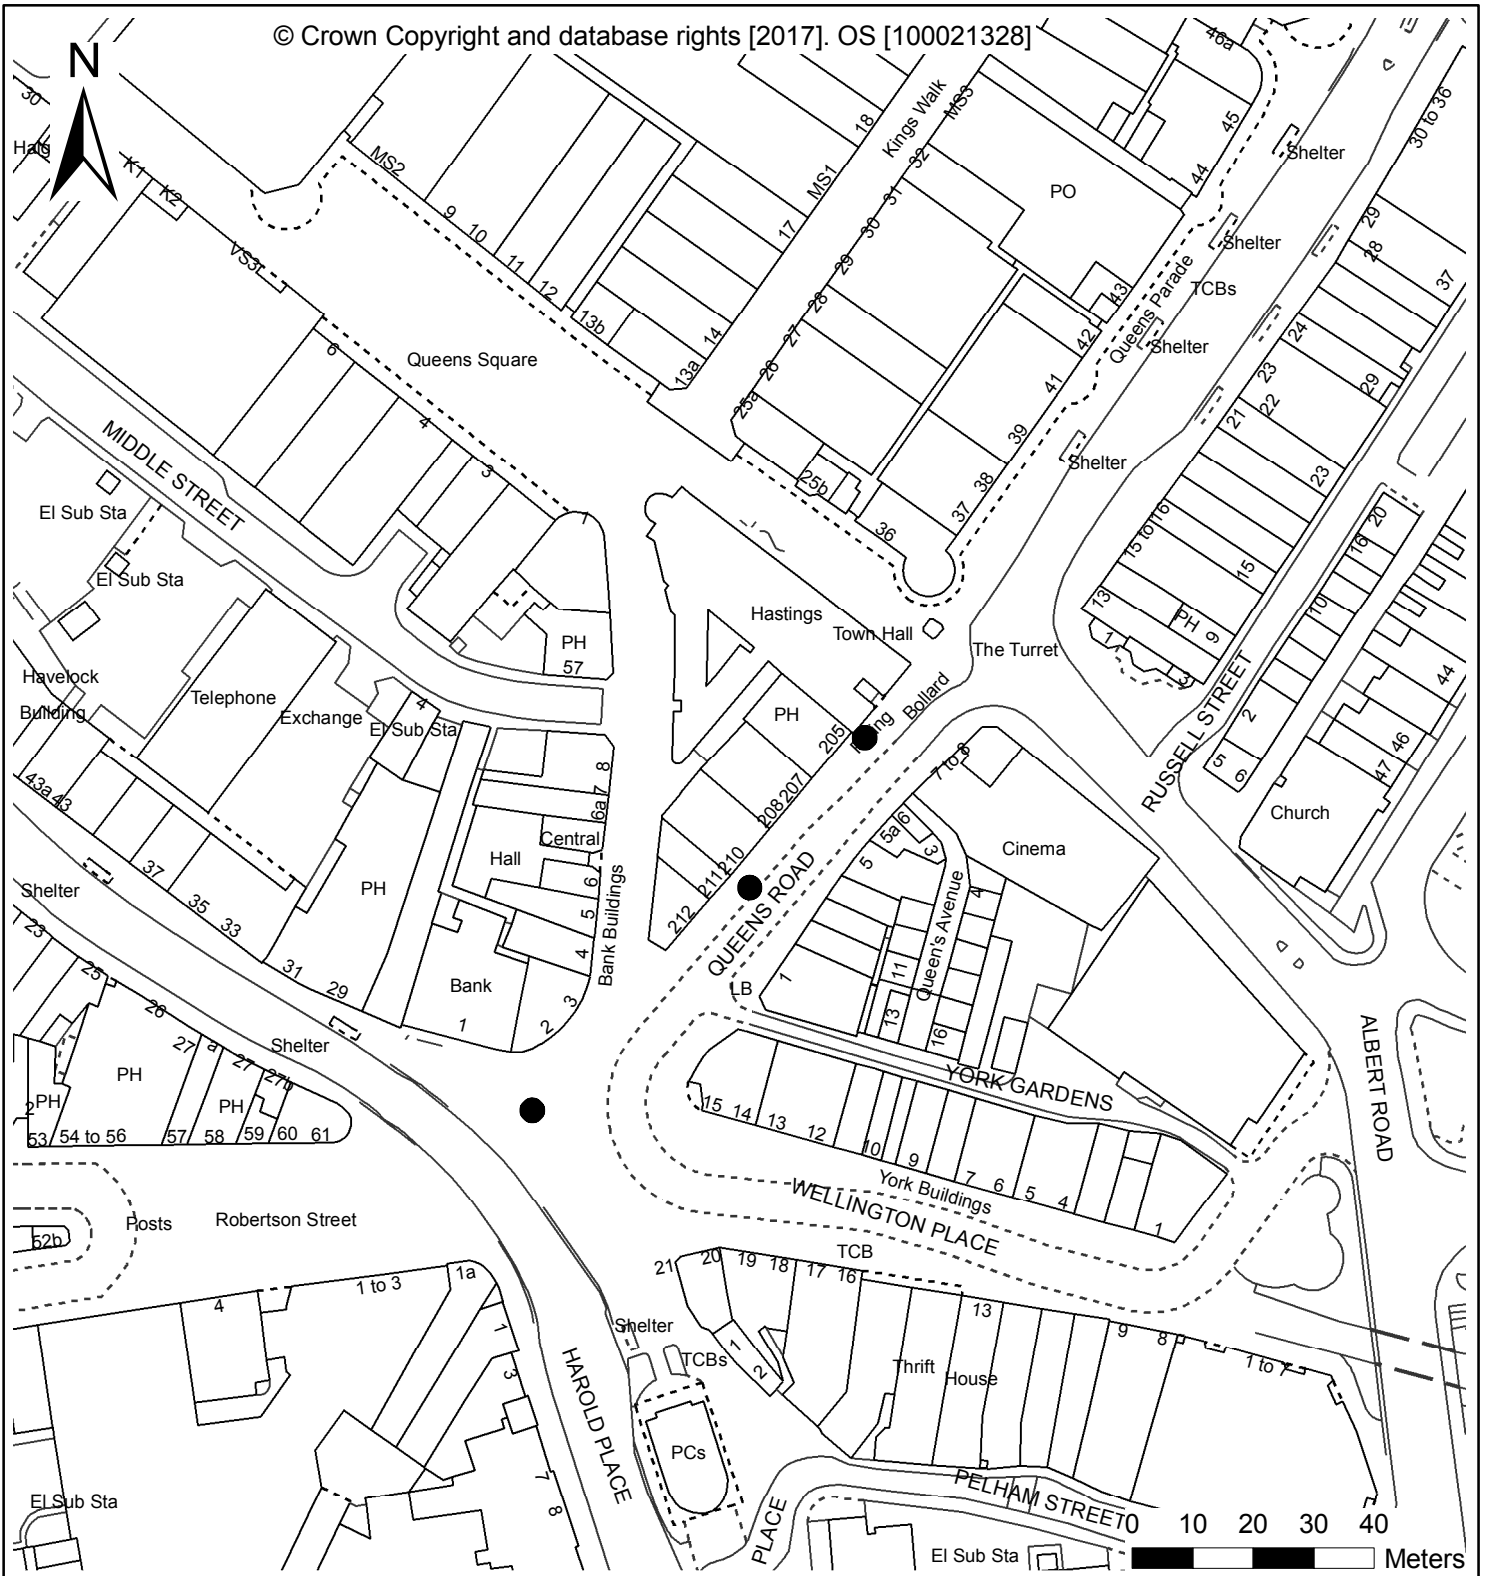 © Crown Copyright and database rights [2017]. OS [100021328]
N
30
K1
K2
VS3
MS2
9
10
11
12
13b
13a
14
17
MS1
18
Kings Walk
MS3
32
31
30
29
28
27
26
25a
25b
36
37
38
39
41
42
43
44
45
46a
PO
Queens Parade
Shelter
Shelter
TCBs
Shelter
Shelter
30 to 36
29
28
24
23
22
21
37
29
23
15 to 16
15
13
PH
9
1
3
20
16
10
2
5
6
44
46
47
Queens Square
6
4
3
1
MIDDLE STREET
El Sub Sta
El Sub Sta
PH
57
Hastings
Town Hall
The Turret
Bollard
PH
205
207
208
210
211
212
QUEENS ROAD
RUSSELL STREET
Church
Havelock
Building
Telephone
Exchange
El Sub Sta
4
43a
43
37
35
33
31
29
PH
Shelter
8
7
6a
Central
Hall
6
5
4
3
2
1
Bank
Bank Buildings
7 to 8
6
5a
5
3
4
Cinema
Queen's Avenue
11
13
16
1
LB
YORK GARDENS
ALBERT ROAD
23
25
26
27
a
27
27b
Shelter
PH
PH
PH
2
53
54 to 56
57
58
59
60
61
15
14
13
12
10
9
7
6
5
4
1
York Buildings
WELLINGTON PLACE
Posts
Robertson Street
52b
TCB
21
20
19
18
17
16
13
9
8
1 to 7
4
1 to 3
1a
1
3
7
8
Shelter
TCBs
1
2
Thrift
House
HAROLD PLACE
PCs
PLACE
PELHAM STREET
El Sub Sta
El Sub Sta
0 10 20 30 40
Meters